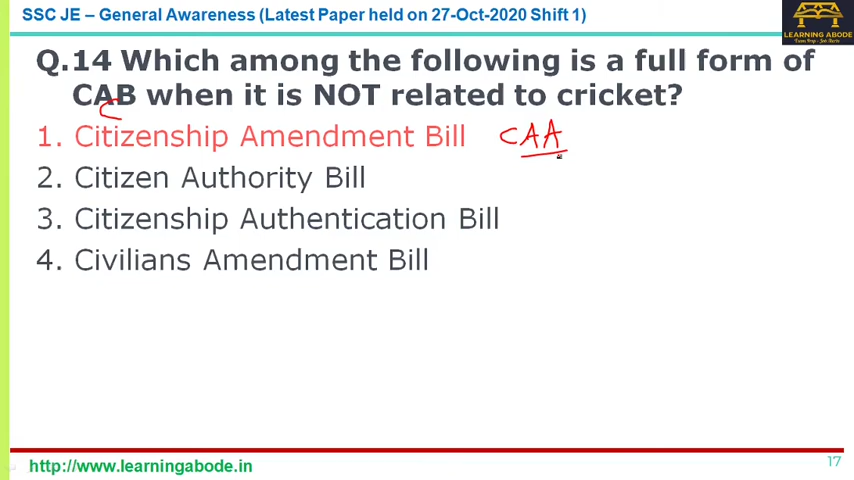 SSC JE – General Awareness (Latest Paper held on 27-Oct-2020 Shift 1)
LEARNING ABODE
Q.14 Which among the following is a full form of
CAB when it is NOT related to cricket?
C
1. Citizenship Amendment Bill CAA
2. Citizen Authority Bill
3. Citizenship Authentication Bill
4. Civilians Amendment Bill
http://www.learningabode.in
17